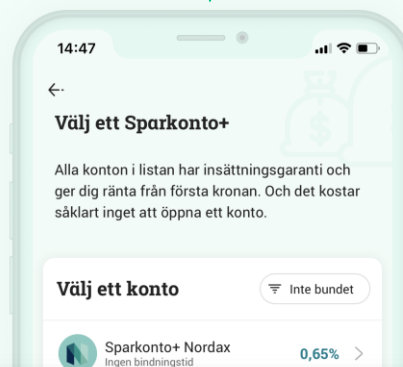 14:47
Välj ett Sparkonto+
Alla konton i listan har insättningsgaranti och
ger dig ränta från första kronan. Och det kostar
såklart inget att öppna ett konto.
Välj ett konto
Inte bundet
Sparkonto+ Nordax
0,65%
Ingen bindningstid